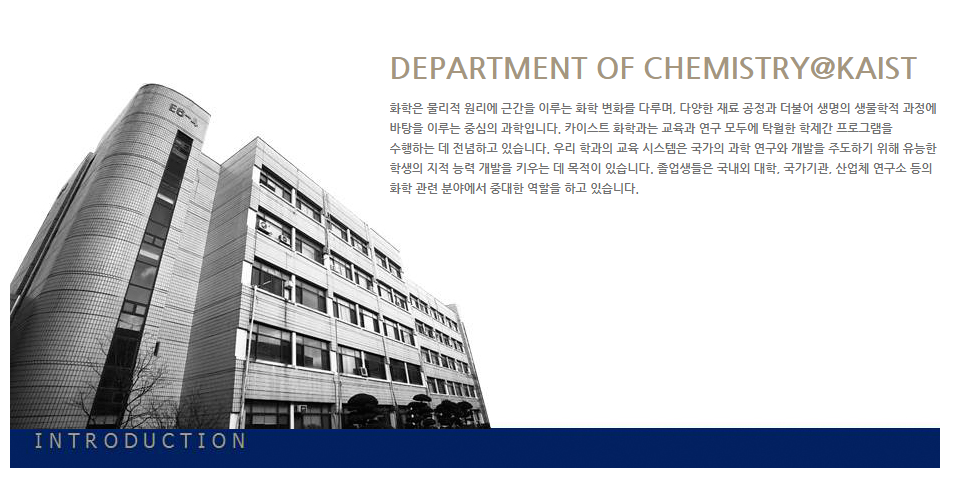 DEPARTMENT OF CHEMISTRY@KAIST
화학은 물리적 원리에 근간을 이루는 화학 변화를 다루며, 다양한 재료 공정과 더불어 생명의 생물학적 과정에
바탕을 이루는 중심의 과학입니다. 카이스트 화학과는 교육과 연구 모두에 탁월한 학제간 프로그램을
수행하는 데 전념하고 있습니다. 우리 학과의 교육 시스템은 국가의 과학 연구와 개발을 주도하기 위해 유능한
학생의 지적 능력 개발을 키우는 데 목적이 있습니다. 졸업생들은 국내외 대학, 국가기관, 산업체 연구소 등의
화학 관련 분야에서 중대한 역할을 하고 있습니다.
INTRODUCTION